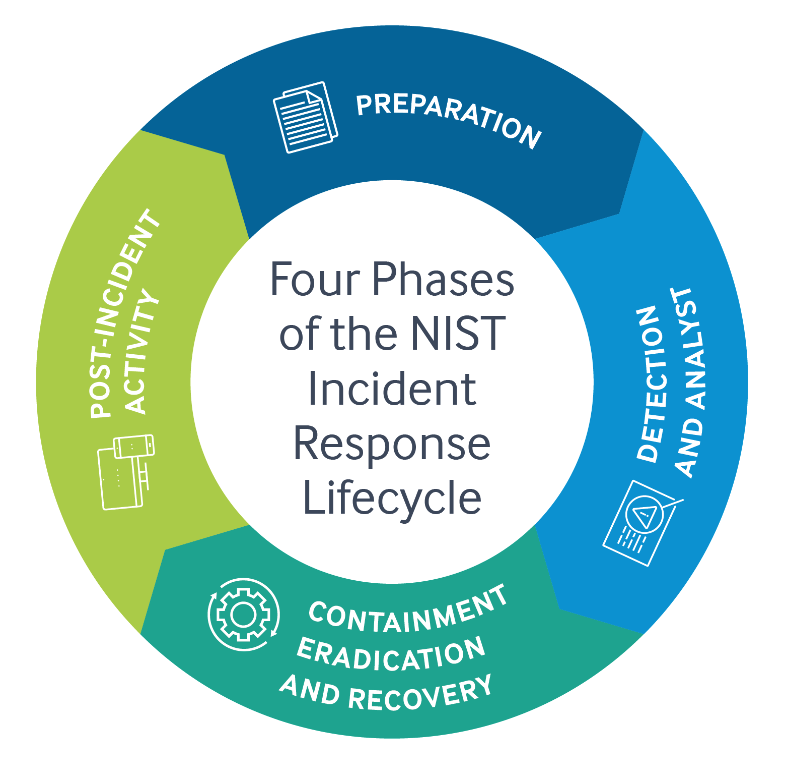 Four Phases
of the NIST
Incident
Response
Lifecycle
PREPARATION
DETECTION
AND ANALYST
CONTAINMENT
ERADICATION
AND RECOVERY
POST-INCIDENT
ACTIVITY